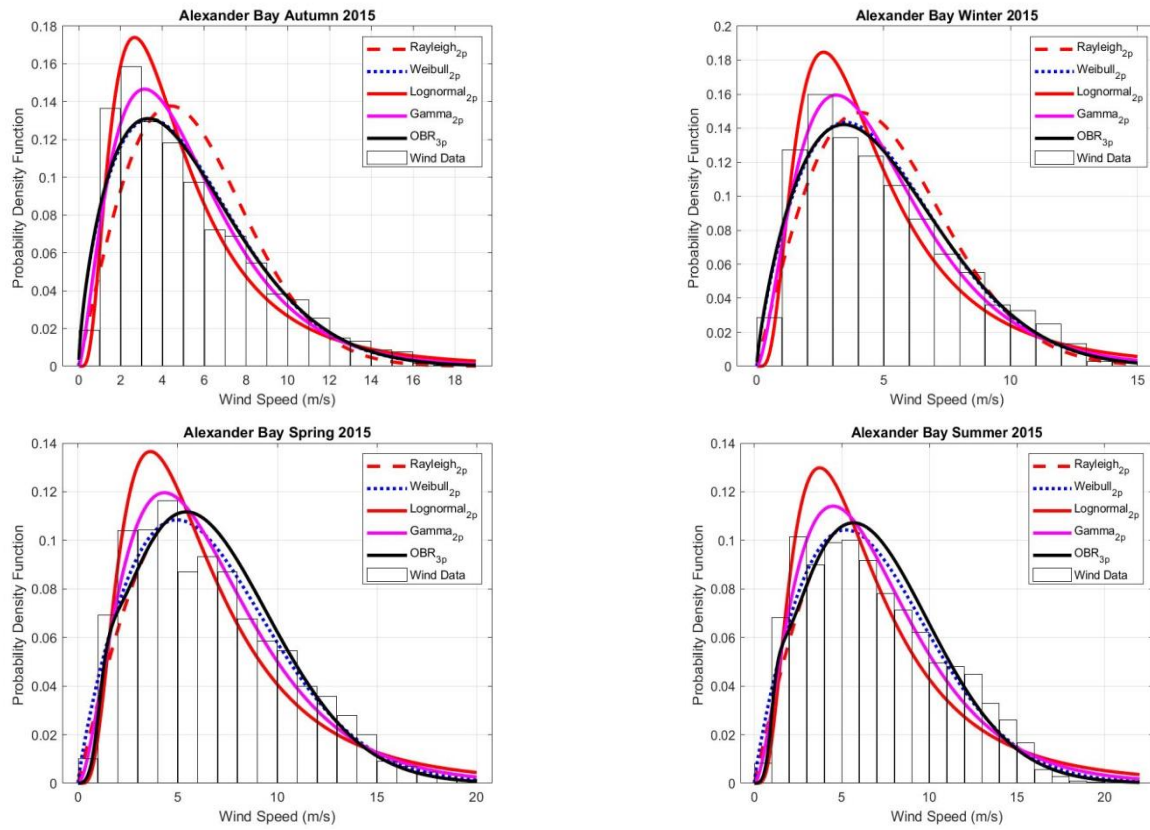 Alexander Bay Autumn 2015
0.18
0.16
0.14
0.12
0.1
0.08
0.06
0.04
0.02
0
Probability Density Function
0 2 4 6 8 10 12 14 16 18
Wind Speed (m/s)
Rayleigh2p
Weibull2p
Lognormal2p
Gamma2p
OBR3p
Wind Data
Alexander Bay Winter 2015
0.2
0.18
0.16
0.14
0.12
0.1
0.08
0.06
0.04
0.02
0
Probability Density Function
0 5 10 15
Wind Speed (m/s)
Rayleigh2p
Weibull2p
Lognormal2p
Gamma2p
OBR3p
Wind Data
Alexander Bay Spring 2015
0.14
0.12
0.1
0.08
0.06
0.04
0.02
0
Probability Density Function
0 5 10 15 20
Wind Speed (m/s)
Rayleigh2p
Weibull2p
Lognormal2p
Gamma2p
OBR3p
Wind Data
Alexander Bay Summer 2015
0.14
0.12
0.1
0.08
0.06
0.04
0.02
0
Probability Density Function
0 5 10 15 20
Wind Speed (m/s)
Rayleigh2p
Weibull2p
Lognormal2p
Gamma2p
OBR3p
Wind Data